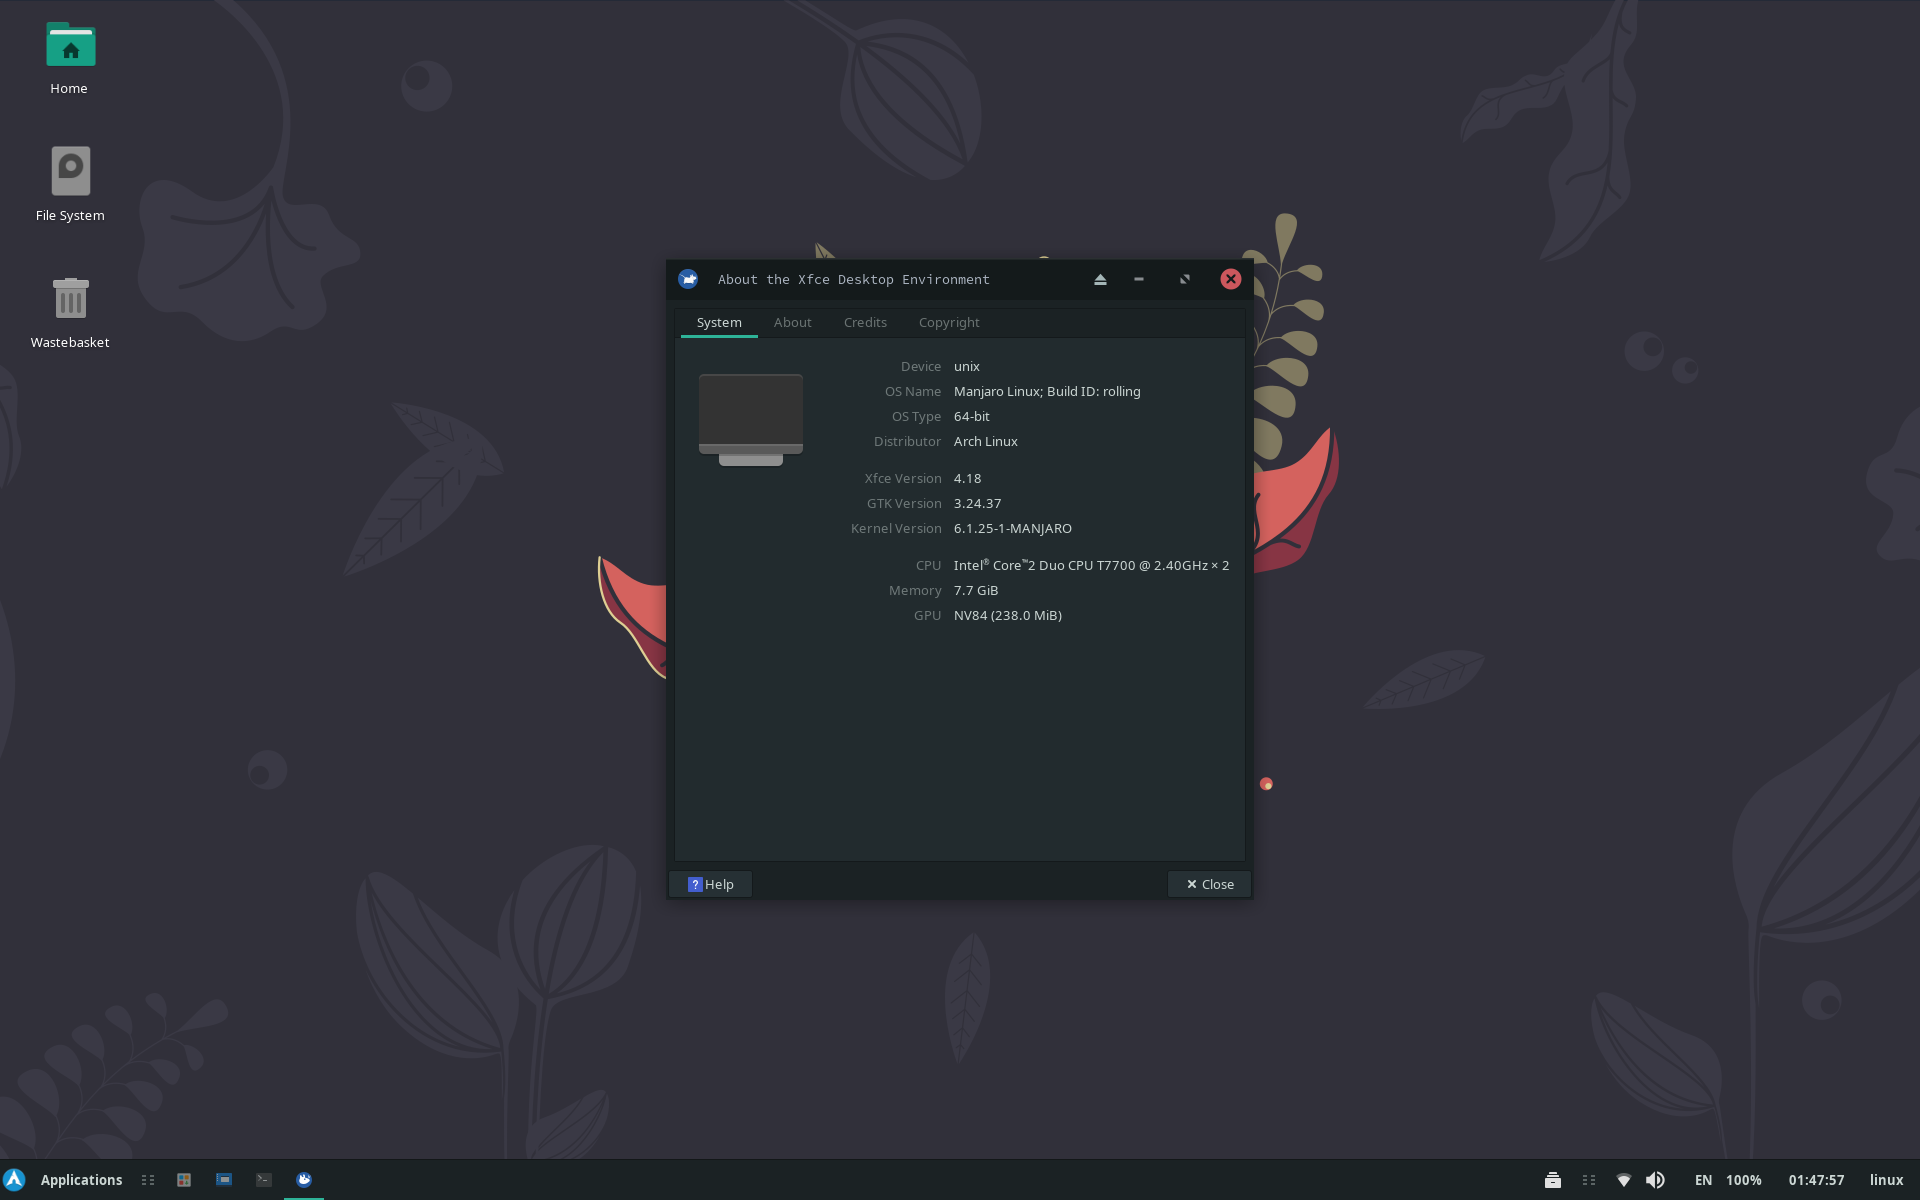 Home
File System
Wastebasket
About the Xfce Desktop Environment
System About Credits Copyright
Device unix
OS Name Manjaro Linux; Build ID: rolling
OS Type 64-bit
Distributor Arch Linux
Xfce Version 4.18
GTK Version 3.24.37
Kernel Version 6.1.25-1-MANJARO
CPU Intel® Core™2 Duo CPU T7700 @ 2.40GHz × 2
Memory 7.7 GiB
GPU NV84 (238.0 MiB)
? Help
Close
Applications EN 100% 01:47:57 linux